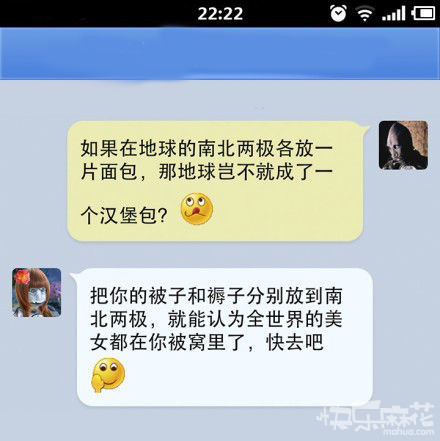 22:22
如果在地球的南北两极各放一
片面包，那地球岂不就成了一
个汉堡包？
把你的被子和褥子分别放到南
北两极，就能认为全世界的美
女都在你被窝里了，快去吧
快乐麻花
mahua.com